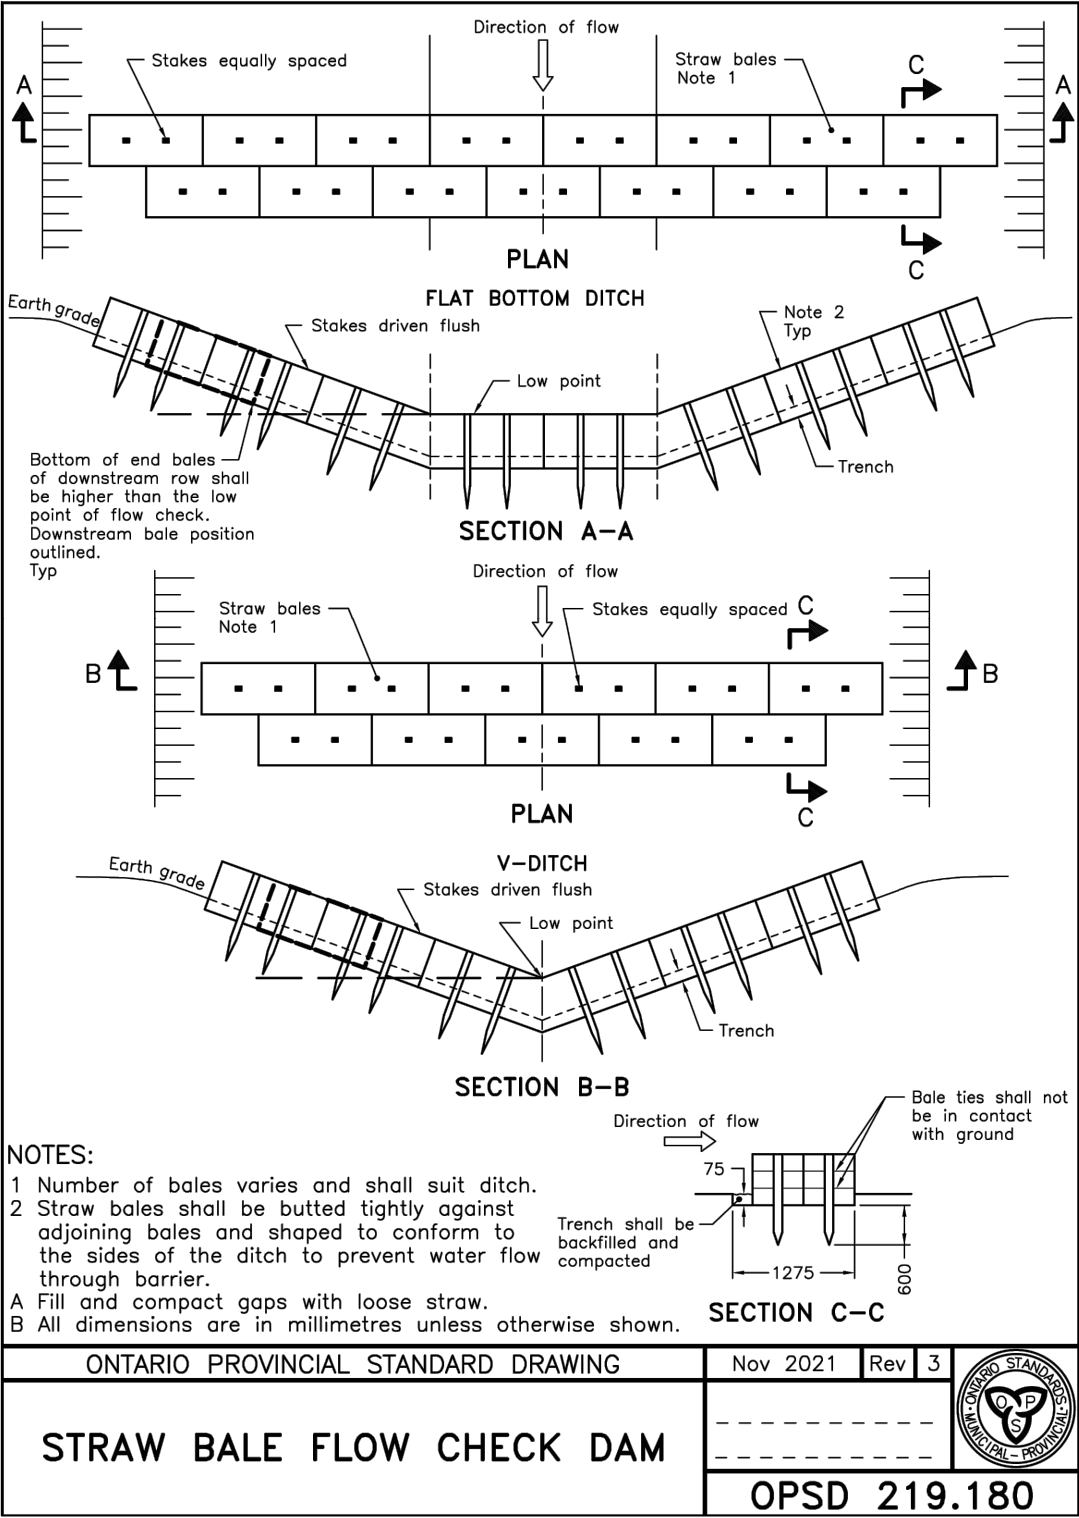 Direction of flow
Stakes equally spaced
Straw bales
Note 1
C
A
A
C
PLAN
FLAT BOTTOM DITCH
Earth grade
Stakes driven flush
Note 2
Typ
Low point
Trench
Bottom of end bales
of downstream row shall
be higher than the low
point of flow check.
Downstream bale position
outlined.
Typ
SECTION A-A
Direction of flow
Straw bales
Note 1
Stakes equally spaced
C
B
B
C
PLAN
V-DITCH
Earth grade
Stakes driven flush
Low point
Trench
SECTION B-B
Direction of flow
Bale ties shall not
be in contact
with ground
75
Trench shall be
backfilled and
compacted
1275
600
SECTION C-C
NOTES:
1 Number of bales varies and shall suit ditch.
2 Straw bales shall be butted tightly against
adjoining bales and shaped to conform to
the sides of the ditch to prevent water flow
through barrier.
A Fill and compact gaps with loose straw.
B All dimensions are in millimetres unless otherwise shown.
ONTARIO PROVINCIAL STANDARD DRAWING
Nov 2021
Rev
3
ONTARIO STANDARDS
MUNICIPAL-PROVINCIAL
O P
S
STRAW BALE FLOW CHECK DAM
OPSD 219.180